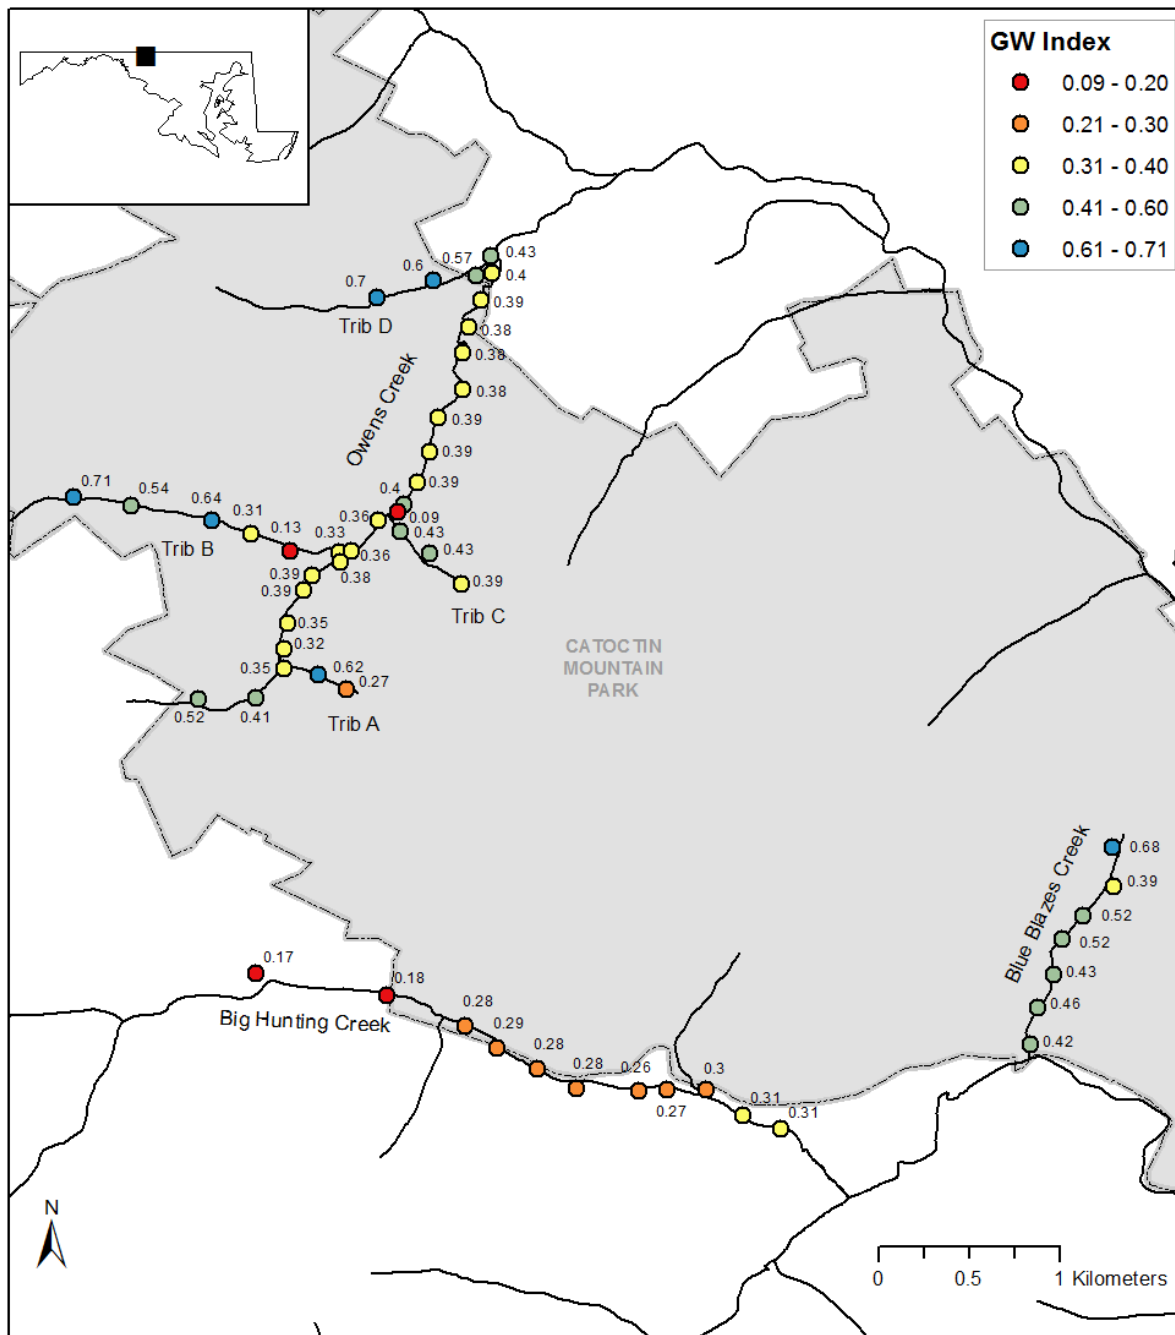 GW Index
0.09 - 0.20
0.21 - 0.30
0.31 - 0.40
0.41 - 0.60
0.61 - 0.71
0.43
0.57
0.6
0.4
0.7
0.39
Trib D
0.38
0.38
0.38
Owens Creek
0.39
0.39
0.39
0.71
0.54
0.4
0.64
0.31
0.36
0.09
0.13
0.33
0.43
0.43
Trib B
0.36
0.38
0.39
0.39
0.39
Trib C
0.35
0.32
0.35
0.62
0.27
0.52
0.41
Trib A
CATOCTIN
MOUNTAIN
PARK
0.68
0.39
Blue Blazes Creek
0.52
0.52
0.43
0.46
0.42
0.17
0.18
Big Hunting Creek
0.28
0.29
0.28
0.28
0.26
0.27
0.3
0.31
0.31
N
0 0.5 1 Kilometers